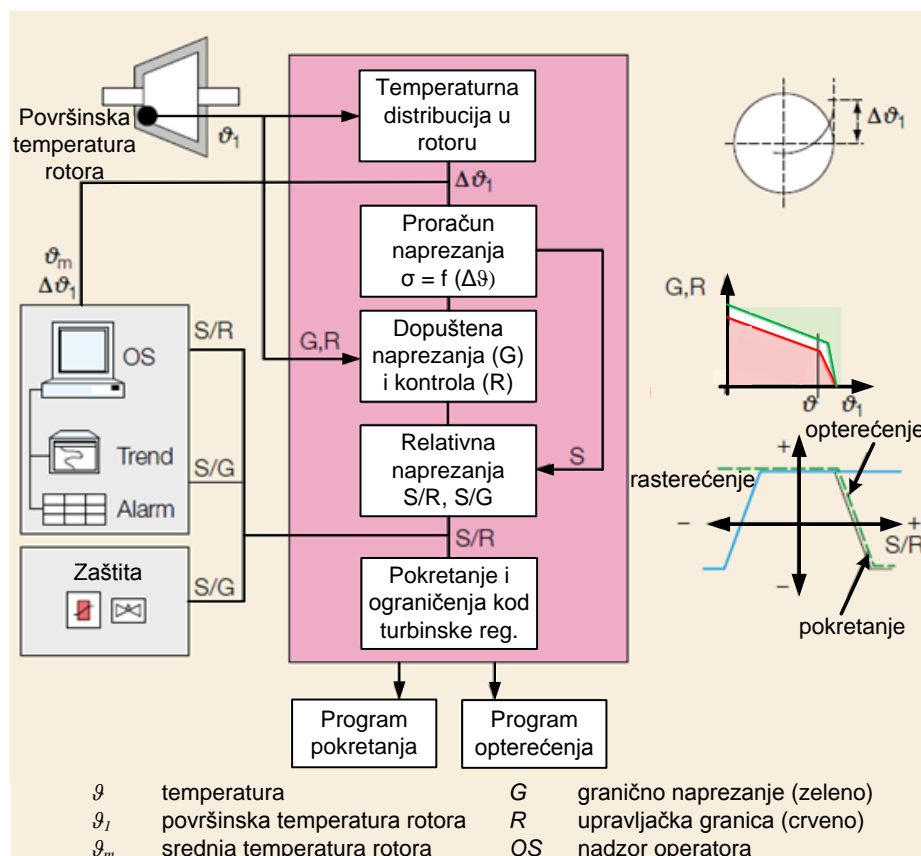 Površinska
temperatura
rotora
ϑ1
Temperaturna
distribucija u
rotoru
Δϑ1
Δϑ1
ϑm
Δϑ1
Proračun
naprezanja
σ = f (Δϑ)
G,R
Dopuštena
naprezanja (G)
i kontrola (R)
S
Relativna
naprezanja
S/R, S/G
S/R
Pokretanje i
ograničenja kod
turbinske reg.
Program
pokretanja
Program
opterećenja
OS
Trend
Alarm
S/R
S/G
Zaštita
S/G
G,R
ϑ
ϑ1
opterećenje
rasterećenje
+
−
+
S/R
−
pokretanje
ϑ temperatura G granično naprezanje (zeleno)
ϑ1 površinska temperatura rotora R upravljačka granica (crveno)
ϑm srednja temperatura rotora OS nadzor operatora